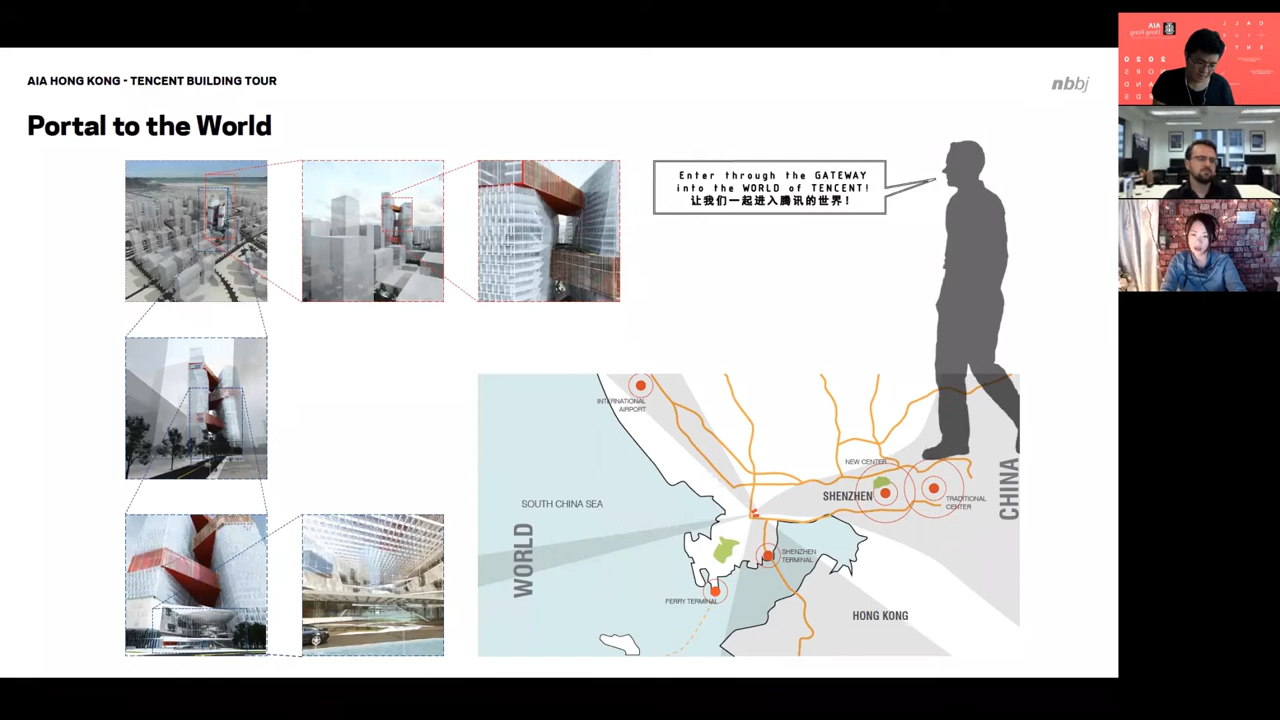 AIA HONG KONG - TENCENT BUILDING TOUR
nbbj
Portal to the World
Enter through the GATEWAY
into the WORLD of TENCENT!
让我们一起进入腾讯的世界！
INTERNATIONAL
AIRPORT
NEW CENTER
SHENZHEN
TRADITIONAL
CENTER
CHINA
SOUTH CHINA SEA
WORLD
SHENZHEN
TERMINAL
FERRY TERMINAL
HONG KONG
AIA
Hong Kong